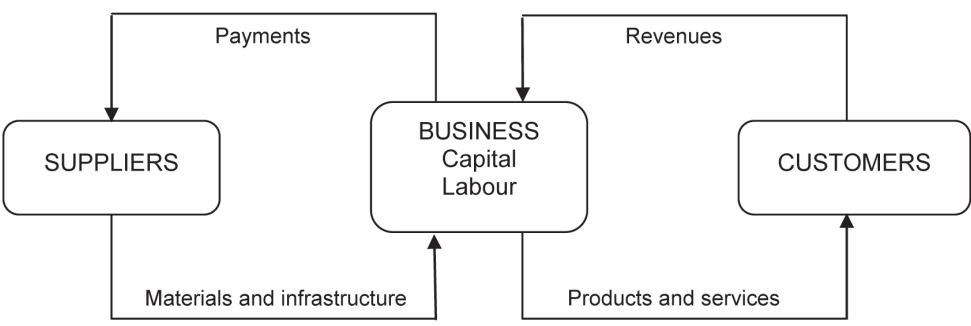 Payments
Revenues
SUPPLIERS
BUSINESS
Capital
Labour
CUSTOMERS
Materials and infrastructure
Products and services